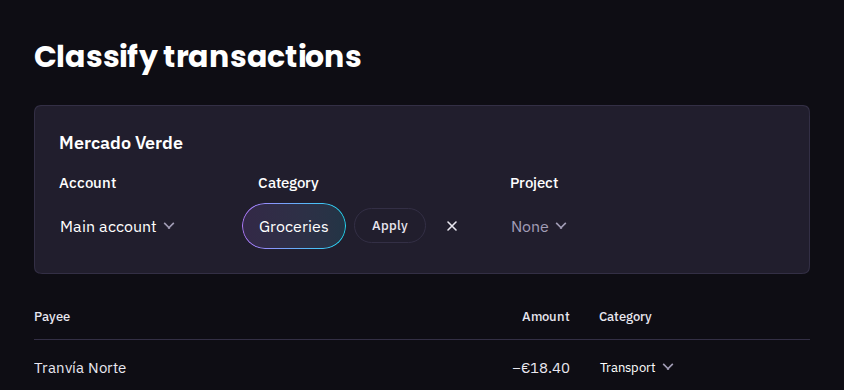 Classify transactions
Mercado Verde
Account Category Project
Main account Groceries Apply None
Payee Amount Category
Tranvía Norte −€18.40 Transport